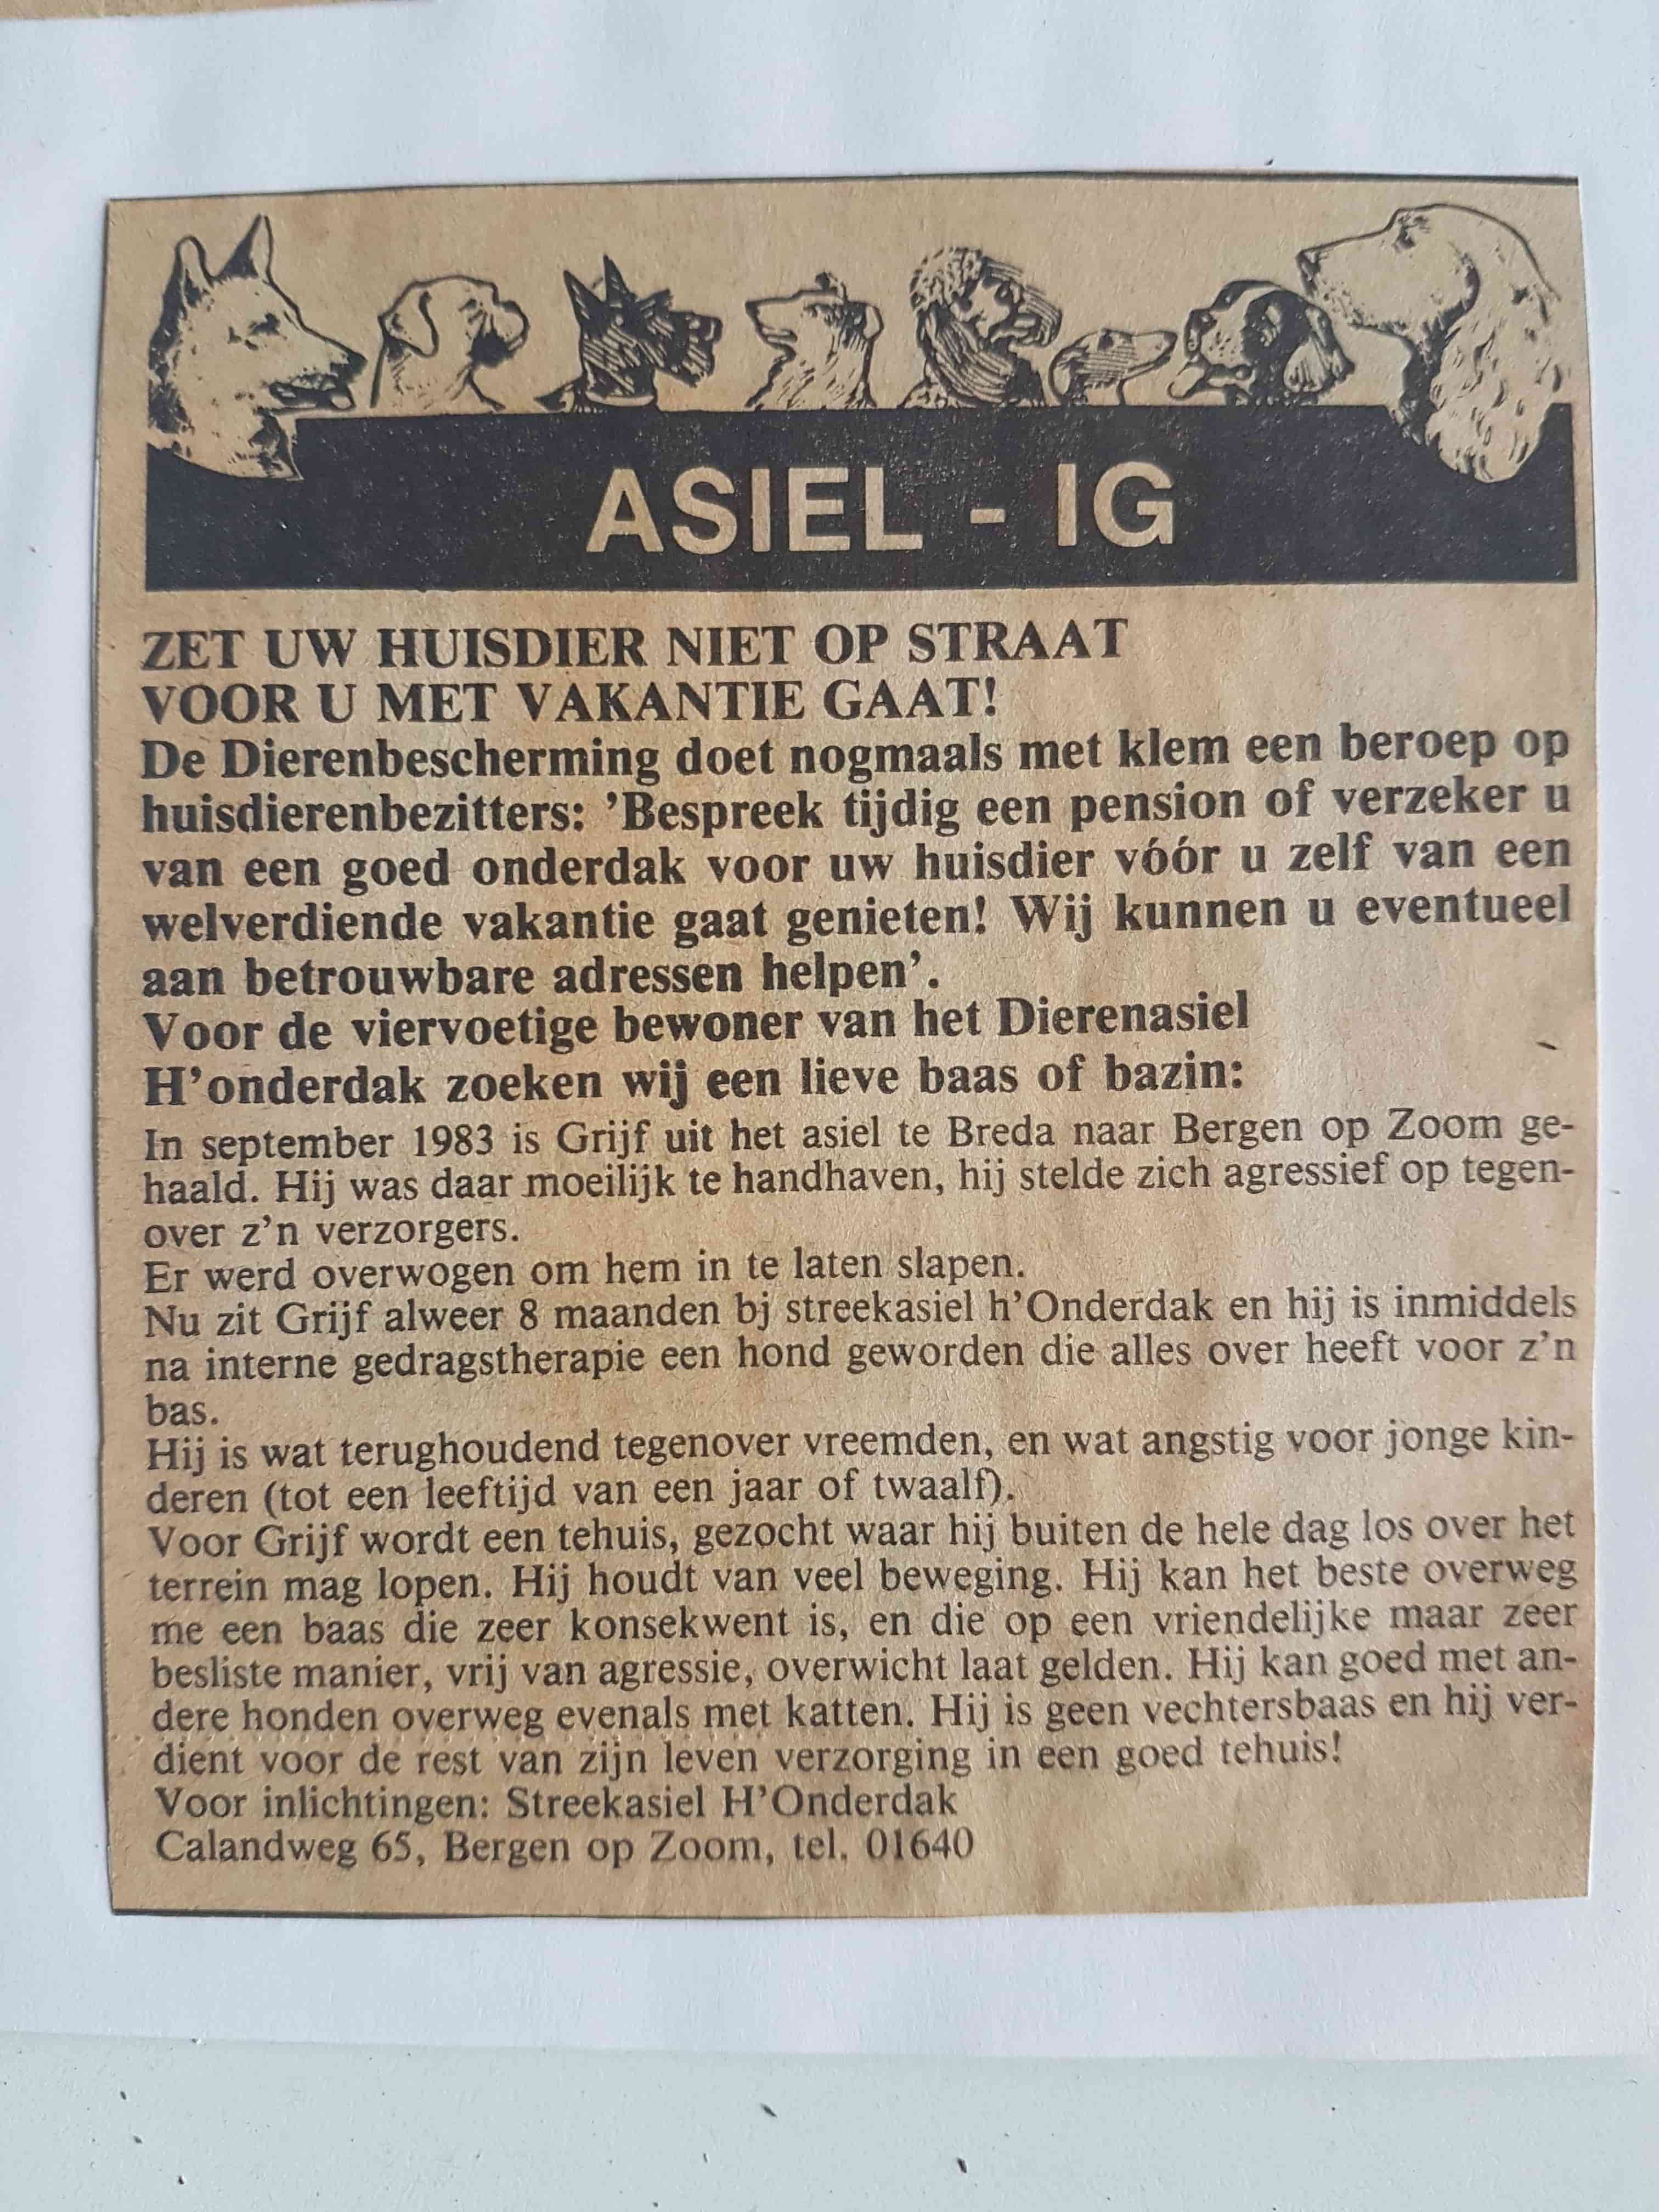 ASIEL - IG
ZET UW HUISDIER NIET OP STRAAT
VOOR U MET VAKANTIE GAAT!
De Dierenbescherming doet nogmaals met klem een beroep op
huisdierenbezitters: ’Bespreek tijdig een pension of verzeker u
van een goed onderdak voor uw huisdier vóór u zelf van een
welverdiende vakantie gaat genieten! Wij kunnen u eventueel
aan betrouwbare adressen helpen’.
Voor de viervoetige bewoner van het Dierenasiel
H’onderdak zoeken wij een lieve baas of bazin:
In september 1983 is Grijf uit het asiel te Breda naar Bergen op Zoom ge-
haald. Hij was daar moeilijk te handhaven, hij stelde zich agressief op tegen-
over z’n verzorgers.
Er werd overwogen om hem in te laten slapen.
Nu zit Grijf alweer 8 maanden bj streekasiel h’Onderdak en hij is inmiddels
na interne gedragstherapie een hond geworden die alles over heeft voor z’n
bas.
Hij is wat terughoudend tegenover vreemden, en wat angstig voor jonge kin-
deren (tot een leeftijd van een jaar of twaalf).
Voor Grijf wordt een tehuis, gezocht waar hij buiten de hele dag los over het
terrein mag lopen. Hij houdt van veel beweging. Hij kan het beste overweg
me een baas die zeer konsekwent is, en die op een vriendelijke maar zeer
besliste manier, vrij van agressie, overwicht laat gelden. Hij kan goed met an-
dere honden overweg evenals met katten. Hij is geen vechtersbaas en hij ver-
dient voor de rest van zijn leven verzorging in een goed tehuis!
Voor inlichtingen: Streekasiel H’Onderdak
Calandweg 65, Bergen op Zoom, tel. 01640